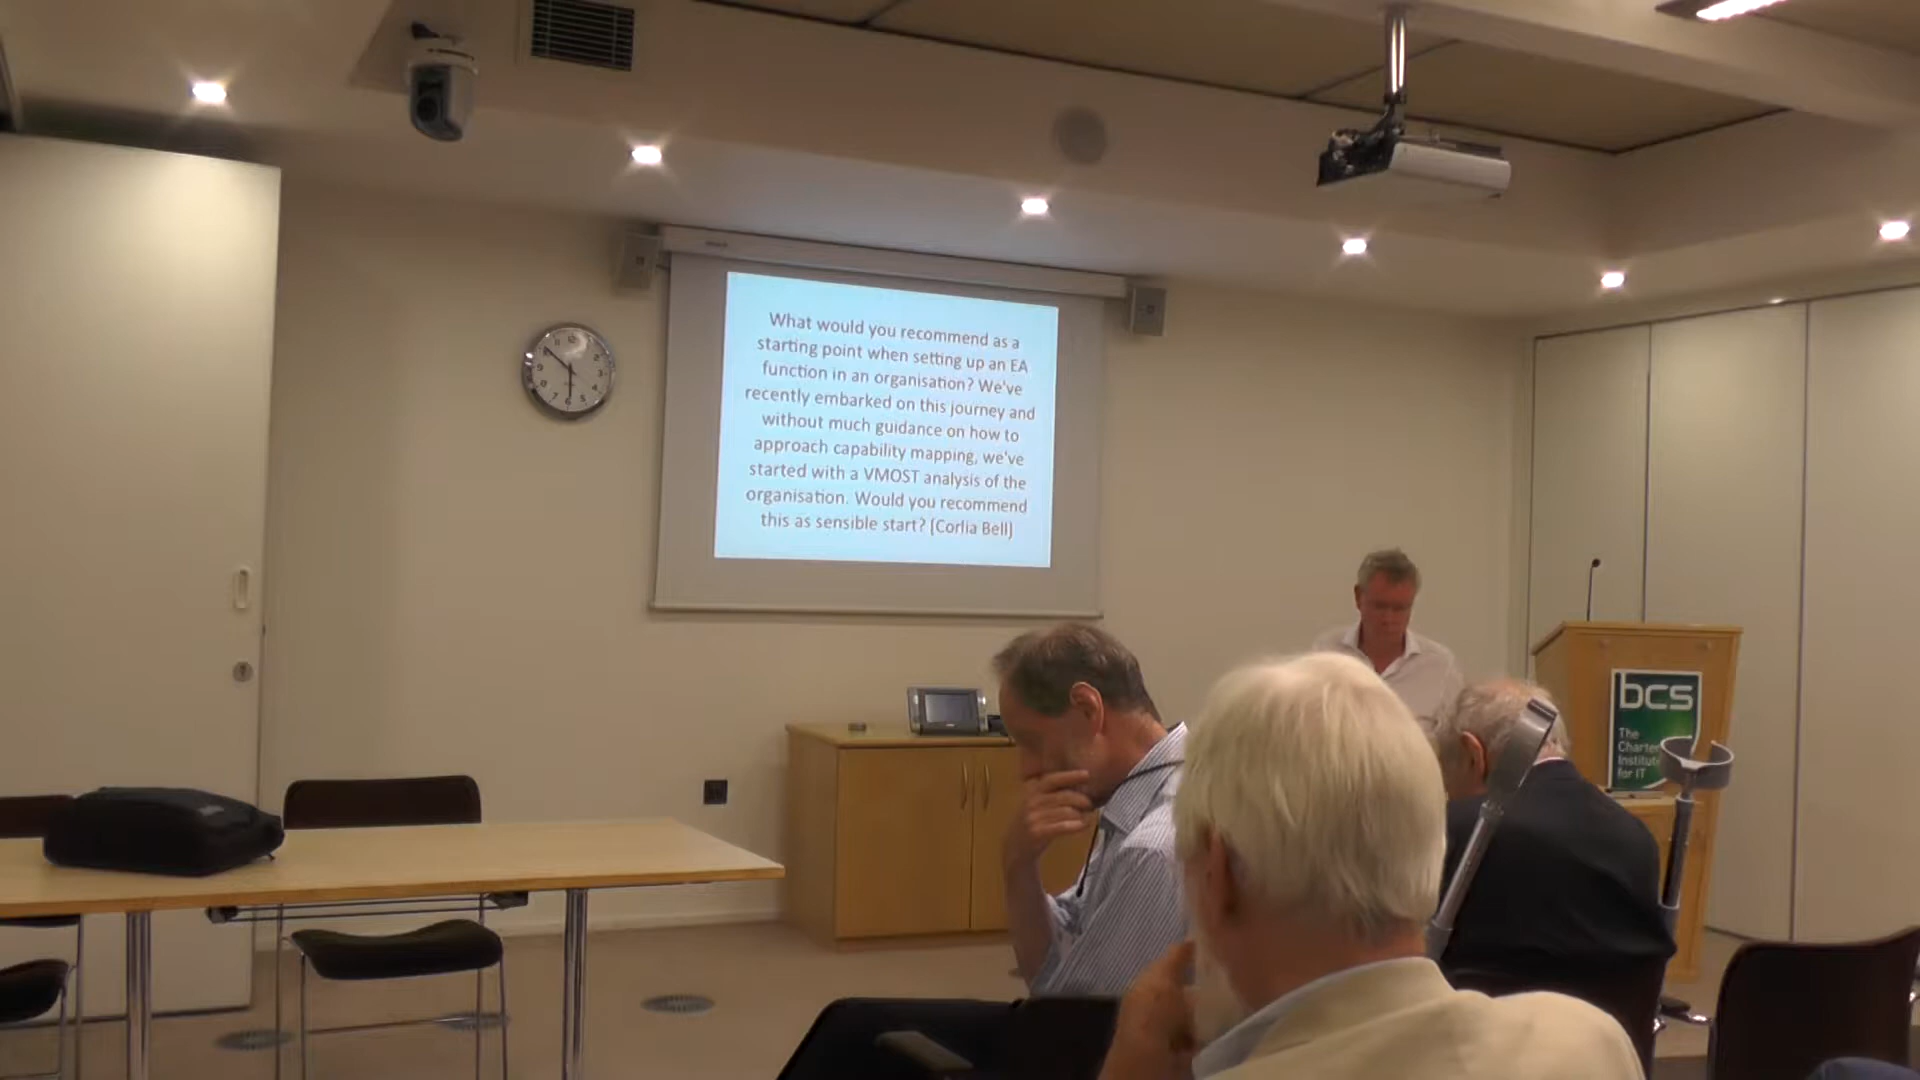 What would you recommend as a
starting point when setting up an EA
function in an organisation? We've
recently embarked on this journey and
without much guidance on how to
approach capability mapping, we've
started with a VMOST analysis of the
organisation. Would you recommend
this as sensible start? (Corlia Bell)
bcs
The
Charte
Institut
for IT